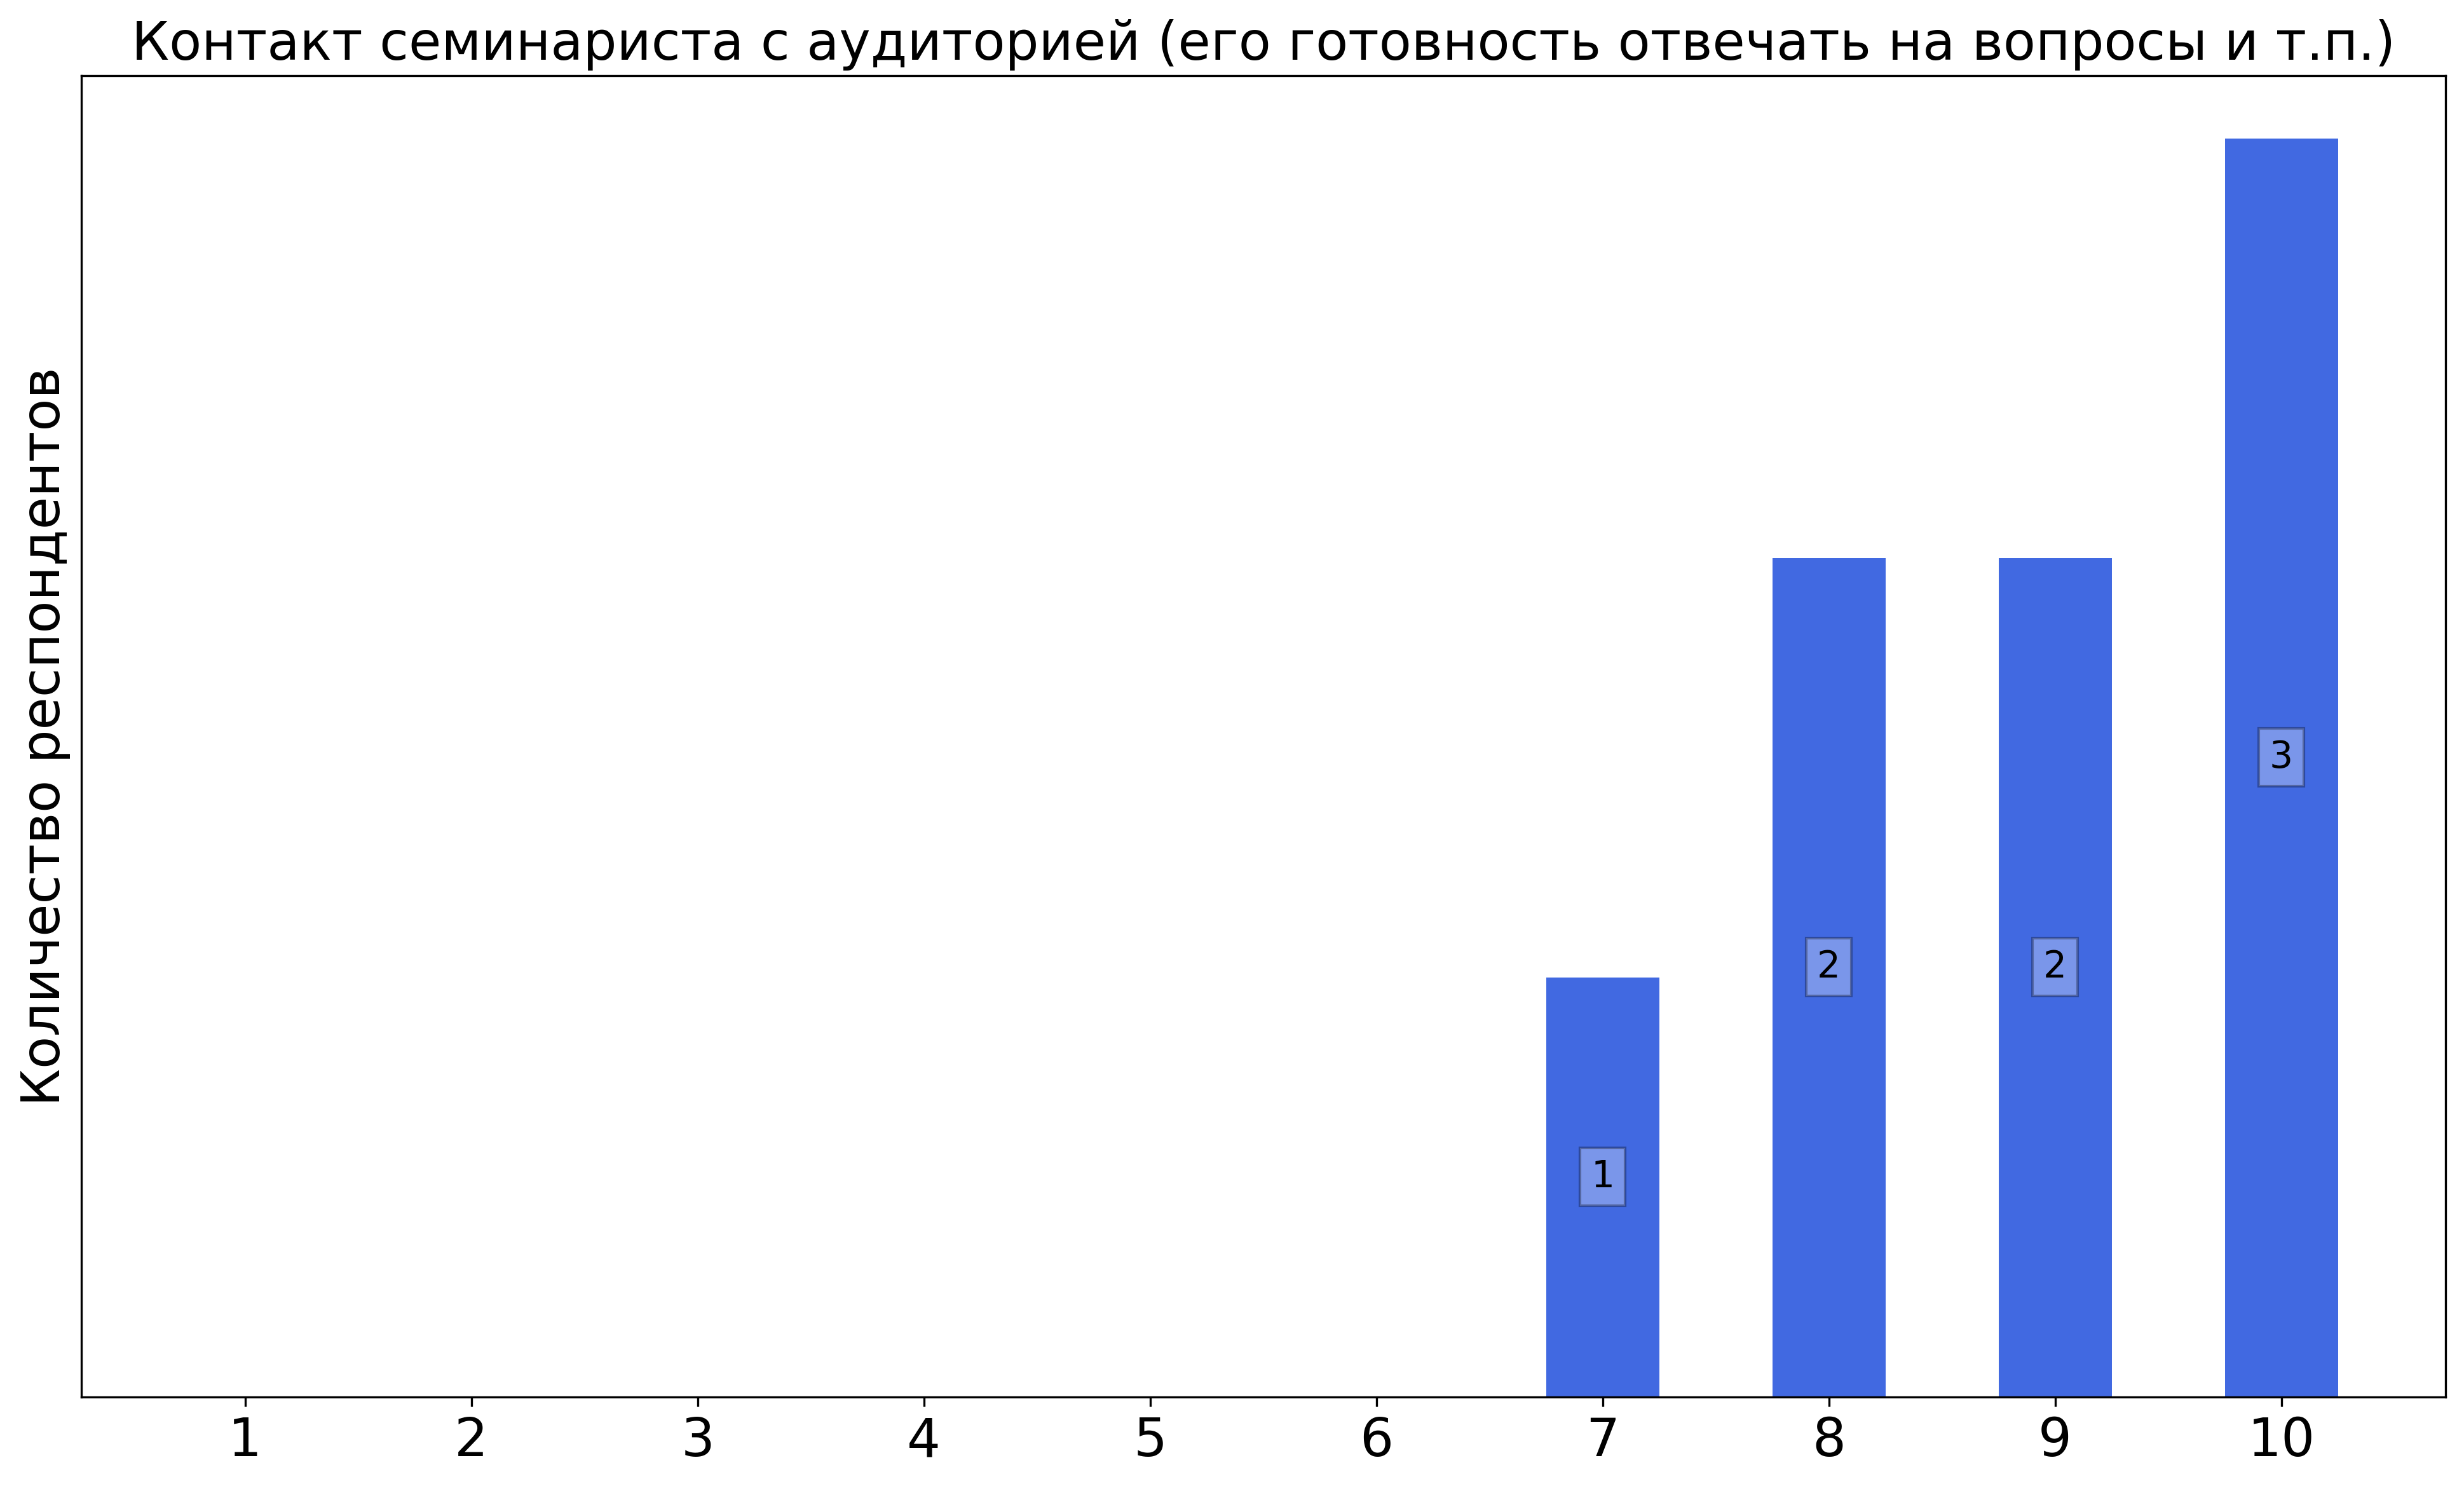 Контакт семинариста с аудиторией (его готовность отвечать на вопросы и т.п.)
Количество респондентов
3
2
2
1
1 2 3 4 5 6 7 8 9 10